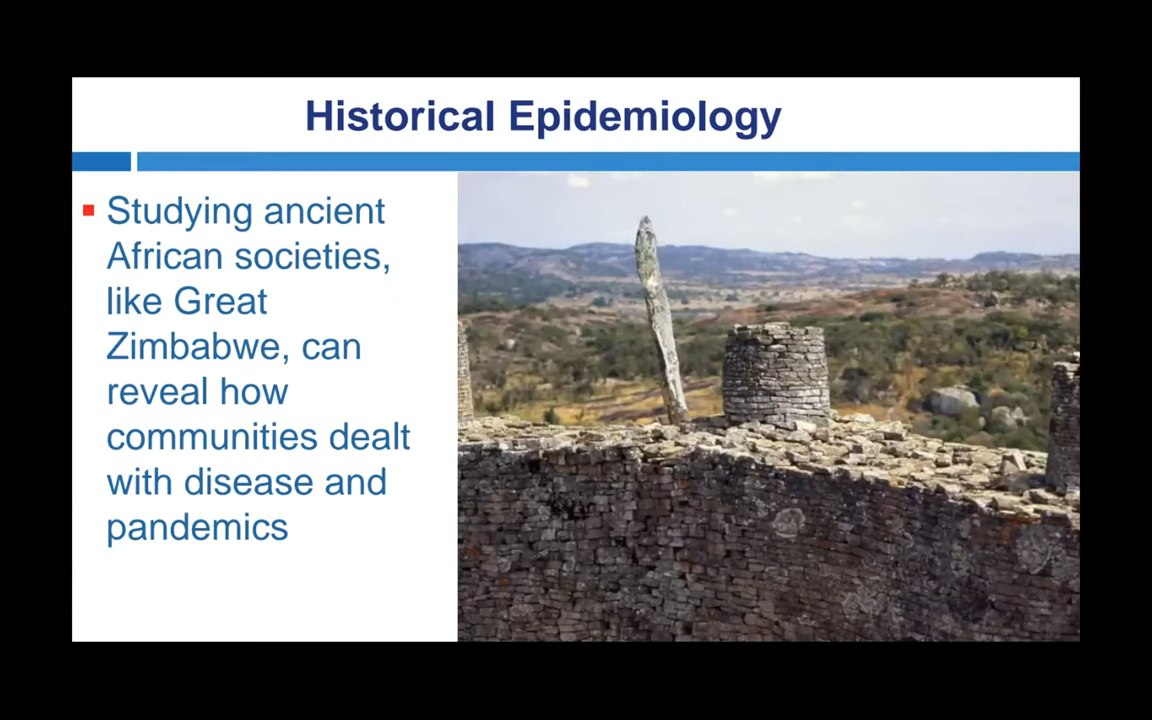 Historical Epidemiology
Studying ancient
African societies,
like Great
Zimbabwe, can
reveal how
communities dealt
with disease and
pandemics